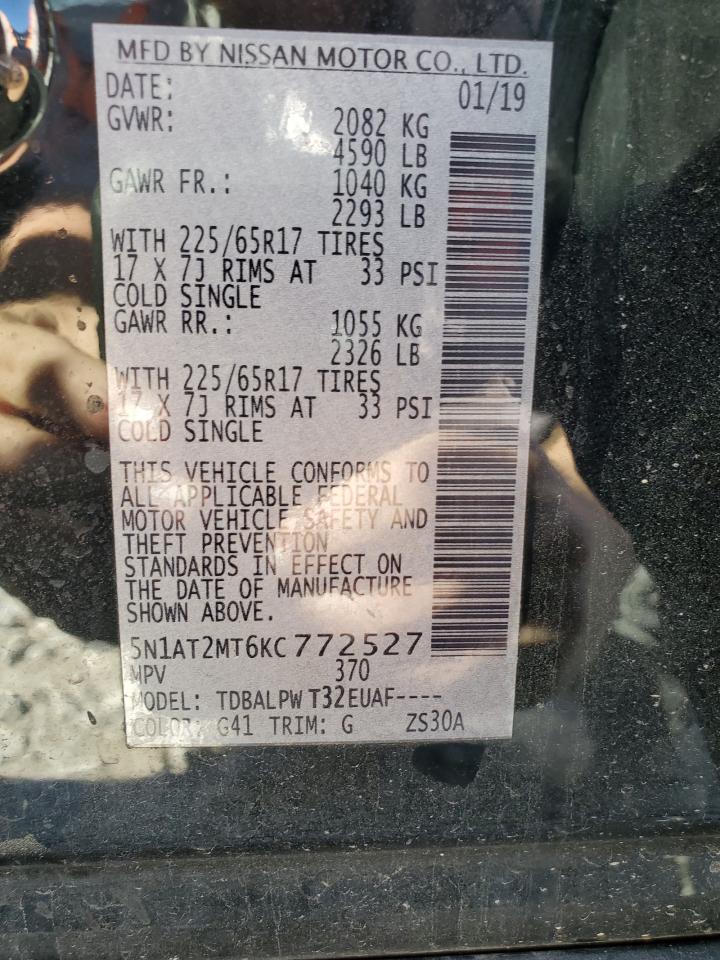 MFD BY NISSAN MOTOR CO., LTD.
DATE: 01/19
GVWR: 2082 KG
4590 LB
GAWR FR.: 1040 KG
2293 LB
WITH 225/65R17 TIRES
17 X 7J RIMS AT 33 PSI
COLD SINGLE
GAWR RR.: 1055 KG
2326 LB
WITH 225/65R17 TIRES
17 X 7J RIMS AT 33 PSI
COLD SINGLE
THIS VEHICLE CONFORMS TO
ALL APPLICABLE FEDERAL
MOTOR VEHICLE SAFETY AND
THEFT PREVENTION
STANDARDS IN EFFECT ON
THE DATE OF MANUFACTURE
SHOWN ABOVE.
5N1AT2MT6KC772527
MPV 370
MODEL: TDBALPW T32EUAF----
COLOR: G41 TRIM: G ZS30A